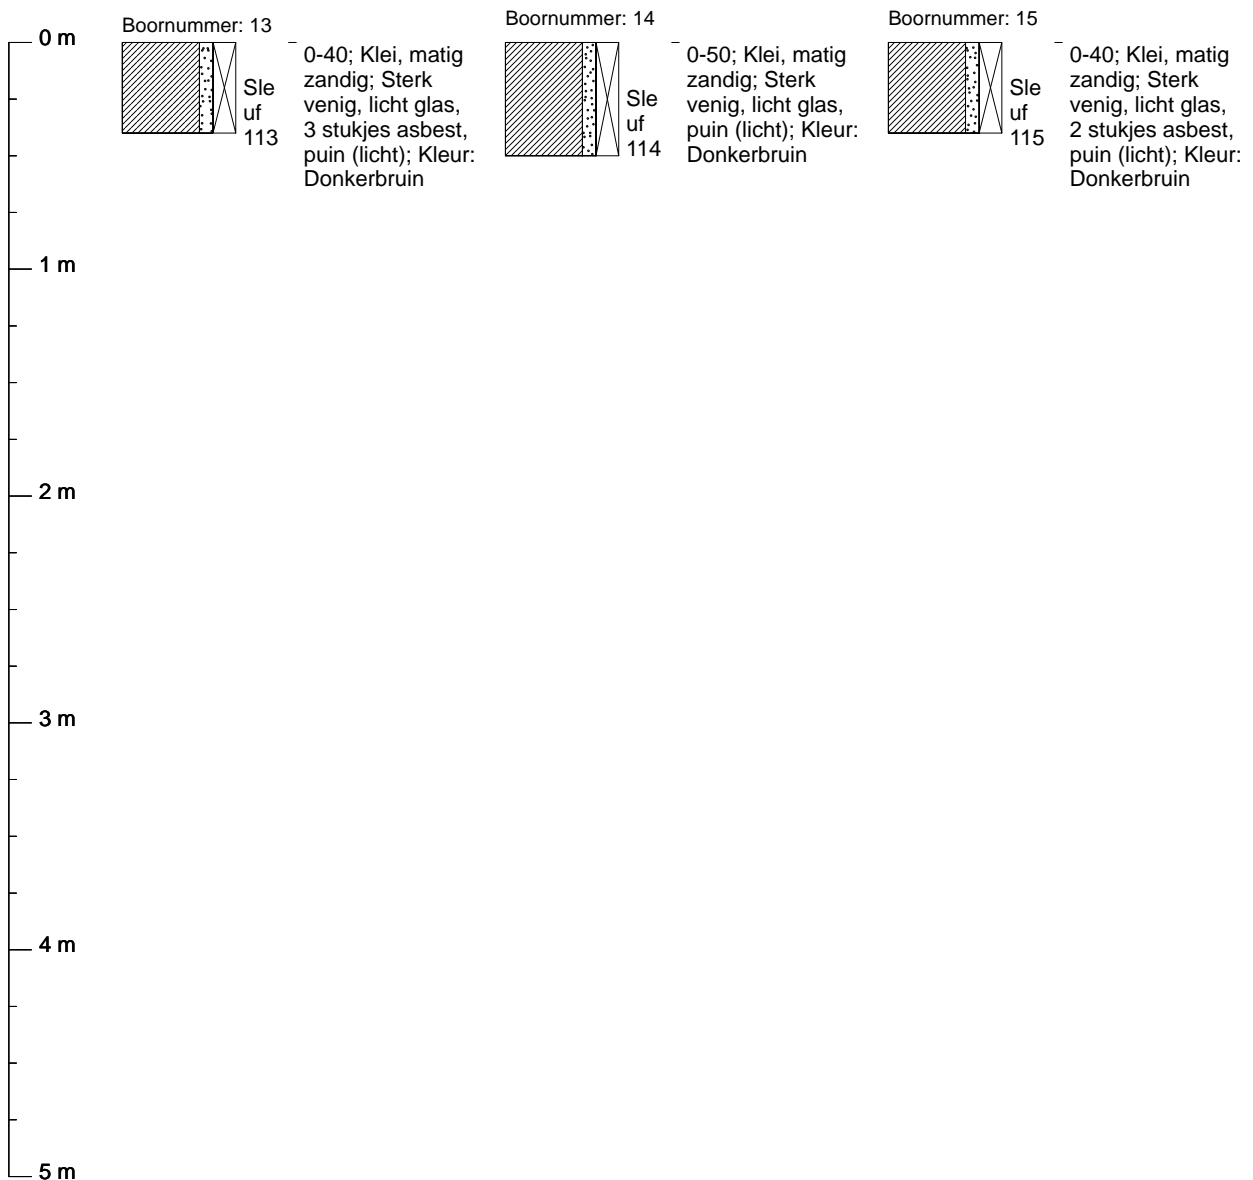 Boornummer: 13
Boornummer: 14
Boornummer: 15
0 m
Sle
uf
113
0-40; Klei, matig
zandig; Sterk
venig, licht glas,
3 stukjes asbest,
puin (licht); Kleur:
Donkerbruin
Sle
uf
114
0-50; Klei, matig
zandig; Sterk
venig, licht glas,
puin (licht); Kleur:
Donkerbruin
Sle
uf
115
0-40; Klei, matig
zandig; Sterk
venig, licht glas,
2 stukjes asbest,
puin (licht); Kleur:
Donkerbruin
1 m
2 m
3 m
4 m
5 m